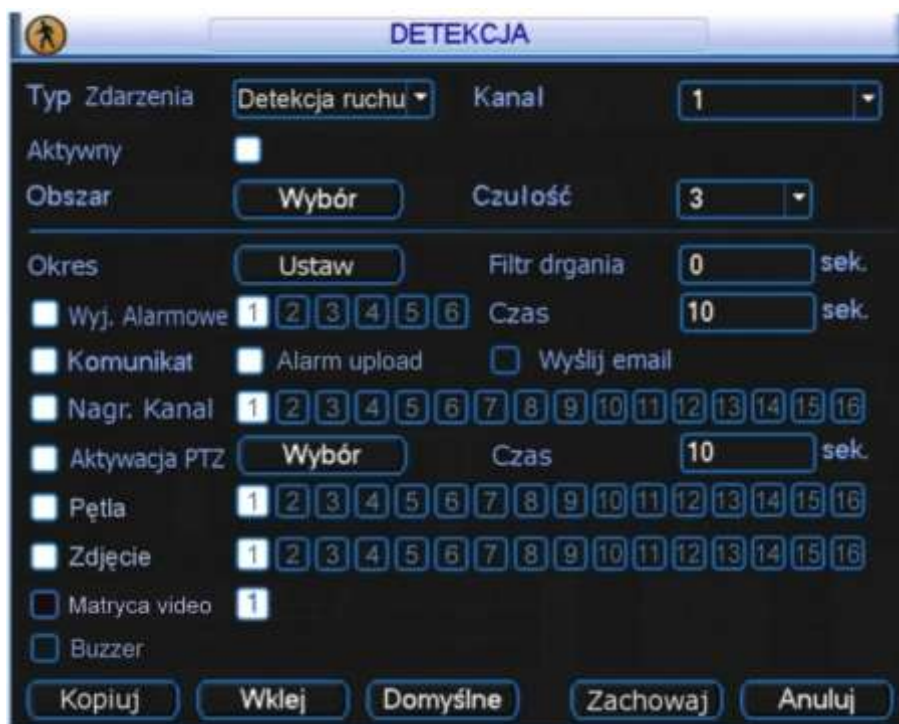 DETEKCJA
Typ Zdarzenia Detekcja ruchu Kanal 1
Aktywny
Obszar Wybór Czulość 3
Okres Ustaw Filtr drgania 0 sek.
Wyj. Alarmowe 1 2 3 4 5 6 Czas 10 sek.
Komunikat Alarm upload Wyślij email
Nagr. Kanal 1 2 3 4 5 6 7 8 9 10 11 12 13 14 15 16
Aktywacja PTZ Wybór Czas 10 sek.
Pętla 1 2 3 4 5 6 7 8 9 10 11 12 13 14 15 16
Zdjęcie 1 2 3 4 5 6 7 8 9 10 11 12 13 14 15 16
Matryca video 1
Buzzer
Kopiuj Wklej Domyślne Zachowaj Anuluj